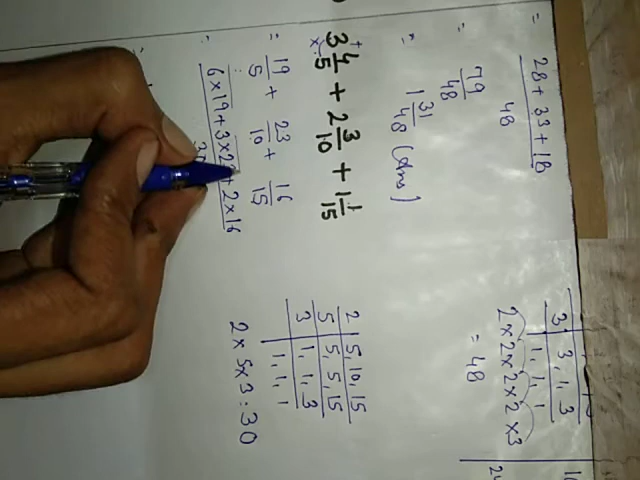 = 28 + 33 + 18
48
= 79
48
= 1 31/48 (Ans)
3 4/5 + 2 3/10 + 1 1/15
= 19/5 + 23/10 + 16/15
= 6×19+3×23+2×16
3 3, 1, 3
1, 1, 1
2×2×2×2×3
= 48
2 5, 10, 15
5 5, 5, 15
3 1, 1, 3
1, 1, 1
2×5×3:30